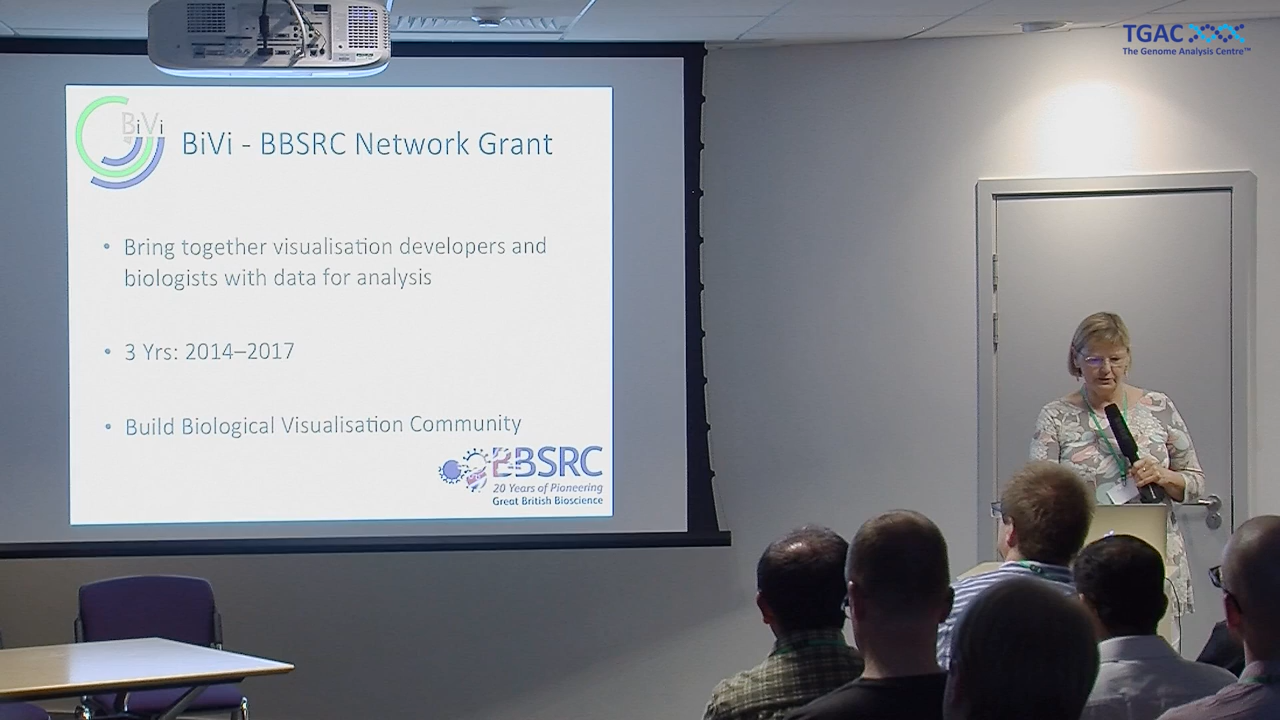 TGAC
The Genome Analysis Centre™
BiVi
BiVi - BBSRC Network Grant
• Bring together visualisation developers and
biologists with data for analysis
• 3 Yrs: 2014–2017
• Build Biological Visualisation Community
BBSRC
20 Years of Pioneering
Great British Bioscience